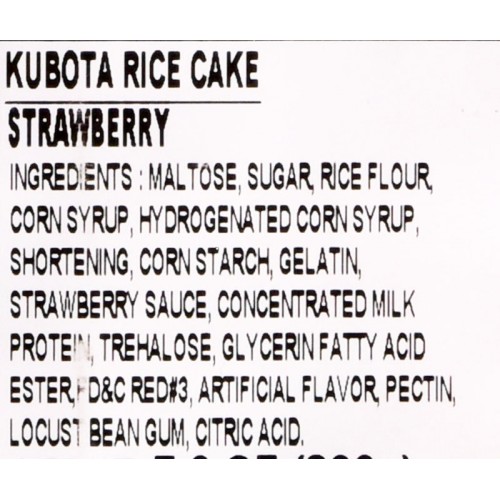 KUBOTA RICE CAKE
STRAWBERRY
INGREDIENTS : MALTOSE, SUGAR, RICE FLOUR,
CORN SYRUP, HYDROGENATED CORN SYRUP,
SHORTENING, CORN STARCH, GELATIN,
STRAWBERRY SAUCE, CONCENTRATED MILK
PROTEIN, TREHALOSE, GLYCERIN FATTY ACID
ESTER, FD&C RED#3, ARTIFICIAL FLAVOR, PECTIN,
LOCUST BEAN GUM, CITRIC ACID.